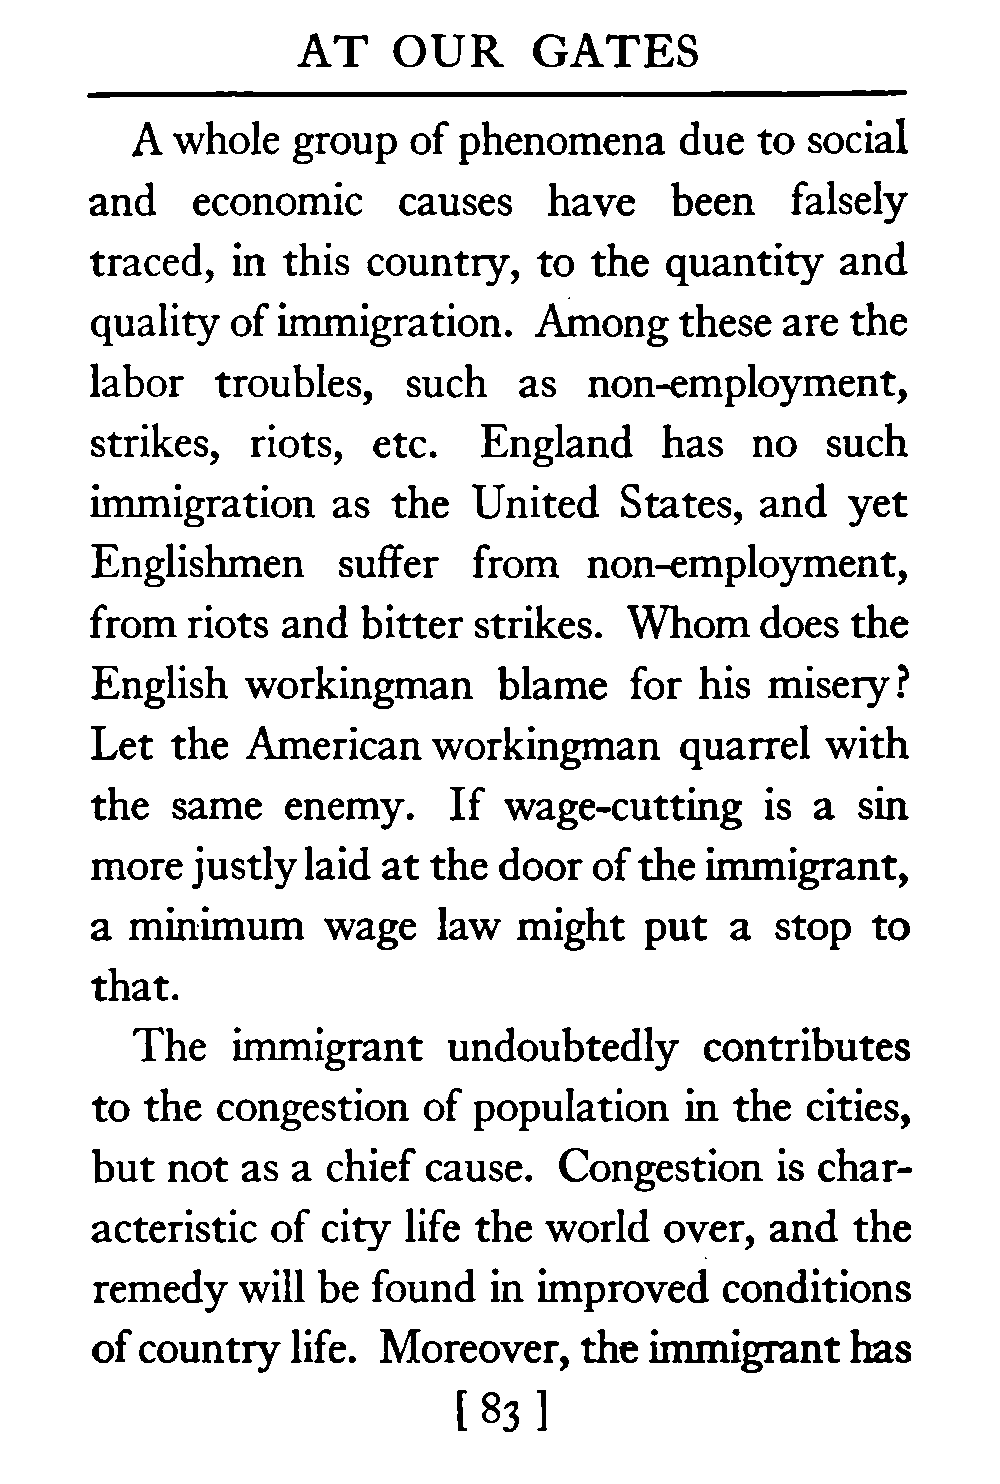 AT OUR GATES
A whole group of phenomena due to social
and economic causes have been falsely
traced, in this country, to the quantity and
quality of immigration. Among these are the
labor troubles, such as non-employment,
strikes, riots, etc. England has no such
immigration as the United States, and yet
Englishmen suffer from non-employment,
from riots and bitter strikes. Whom does the
English workingman blame for his misery?
Let the American workingman quarrel with
the same enemy. If wage-cutting is a sin
more justly laid at the door of the immigrant,
a minimum wage law might put a stop to
that.
The immigrant undoubtedly contributes
to the congestion of population in the cities,
but not as a chief cause. Congestion is char-
acteristic of city life the world over, and the
remedy will be found in improved conditions
of country life. Moreover, the immigrant has
[ 83 ]